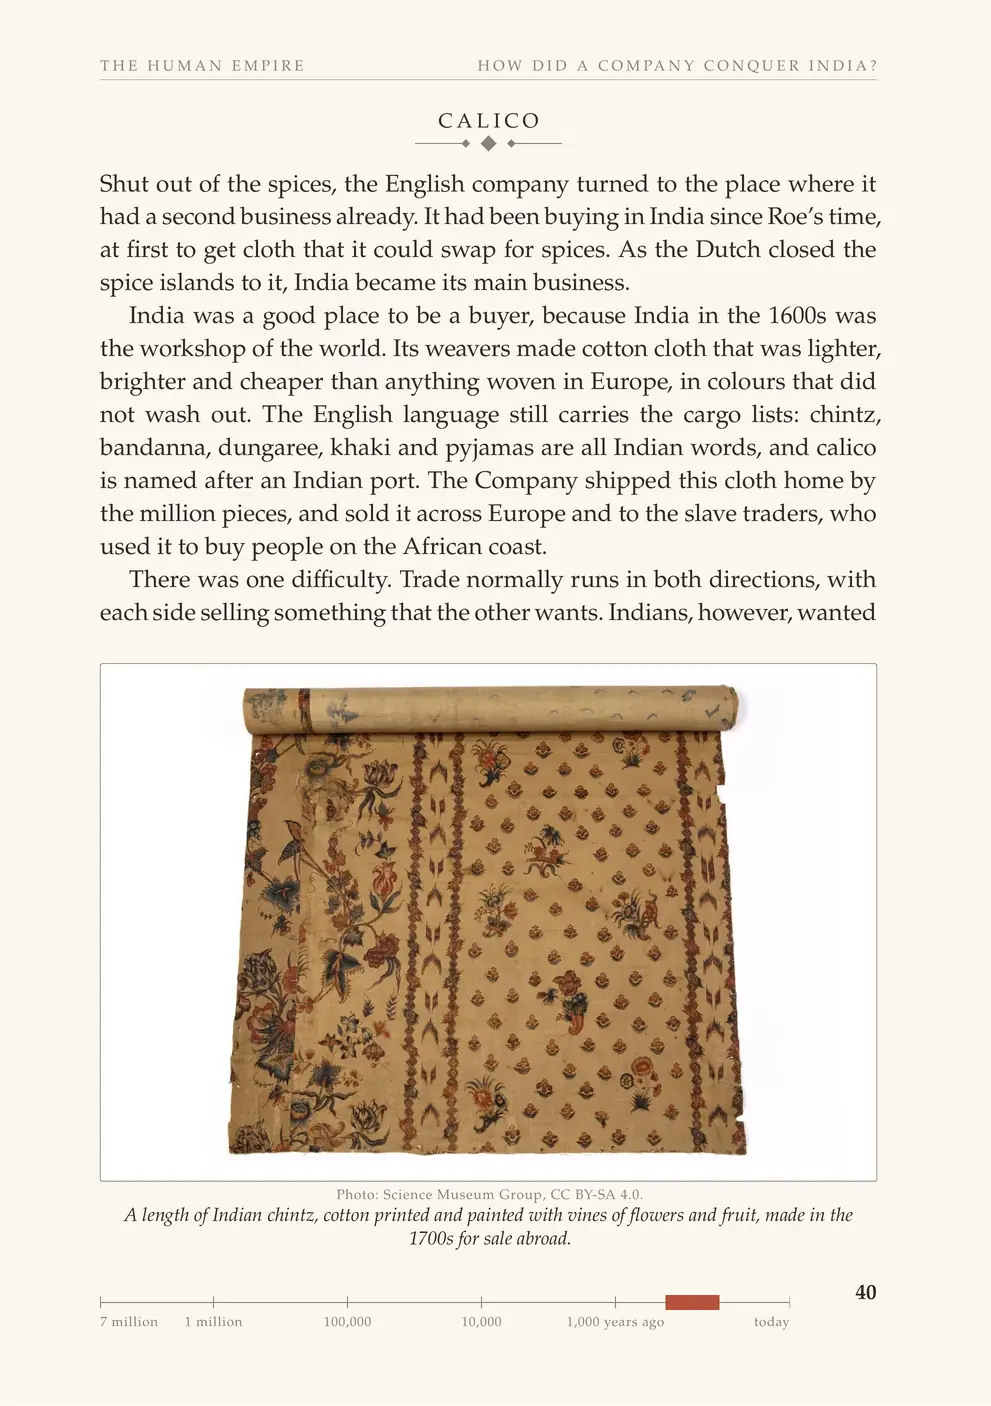 THE HUMAN EMPIRE
HOW DID A COMPANY CONQUER INDIA?
CALICO
Shut out of the spices, the English company turned to the place where it
had a second business already. It had been buying in India since Roe’s time,
at first to get cloth that it could swap for spices. As the Dutch closed the
spice islands to it, India became its main business.
India was a good place to be a buyer, because India in the 1600s was
the workshop of the world. Its weavers made cotton cloth that was lighter,
brighter and cheaper than anything woven in Europe, in colours that did
not wash out. The English language still carries the cargo lists: chintz,
bandanna, dungaree, khaki and pyjamas are all Indian words, and calico
is named after an Indian port. The Company shipped this cloth home by
the million pieces, and sold it across Europe and to the slave traders, who
used it to buy people on the African coast.
There was one difficulty. Trade normally runs in both directions, with
each side selling something that the other wants. Indians, however, wanted
Photo: Science Museum Group, CC BY-SA 4.0.
A length of Indian chintz, cotton printed and painted with vines of flowers and fruit, made in the
1700s for sale abroad.
40
7 million 1 million 100,000 10,000 1,000 years ago today